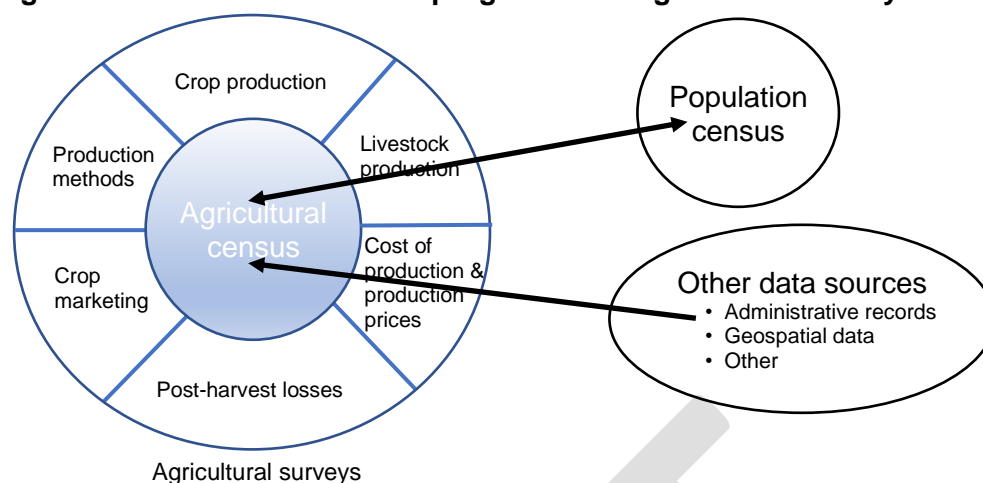 Crop production
Population
census
Production
methods
Livestock
production
Agricultural
census
Crop
marketing
Cost of
production &
production
prices
Other data sources
• Administrative records
• Geospatial data
• Other
Post-harvest losses
Agricultural surveys